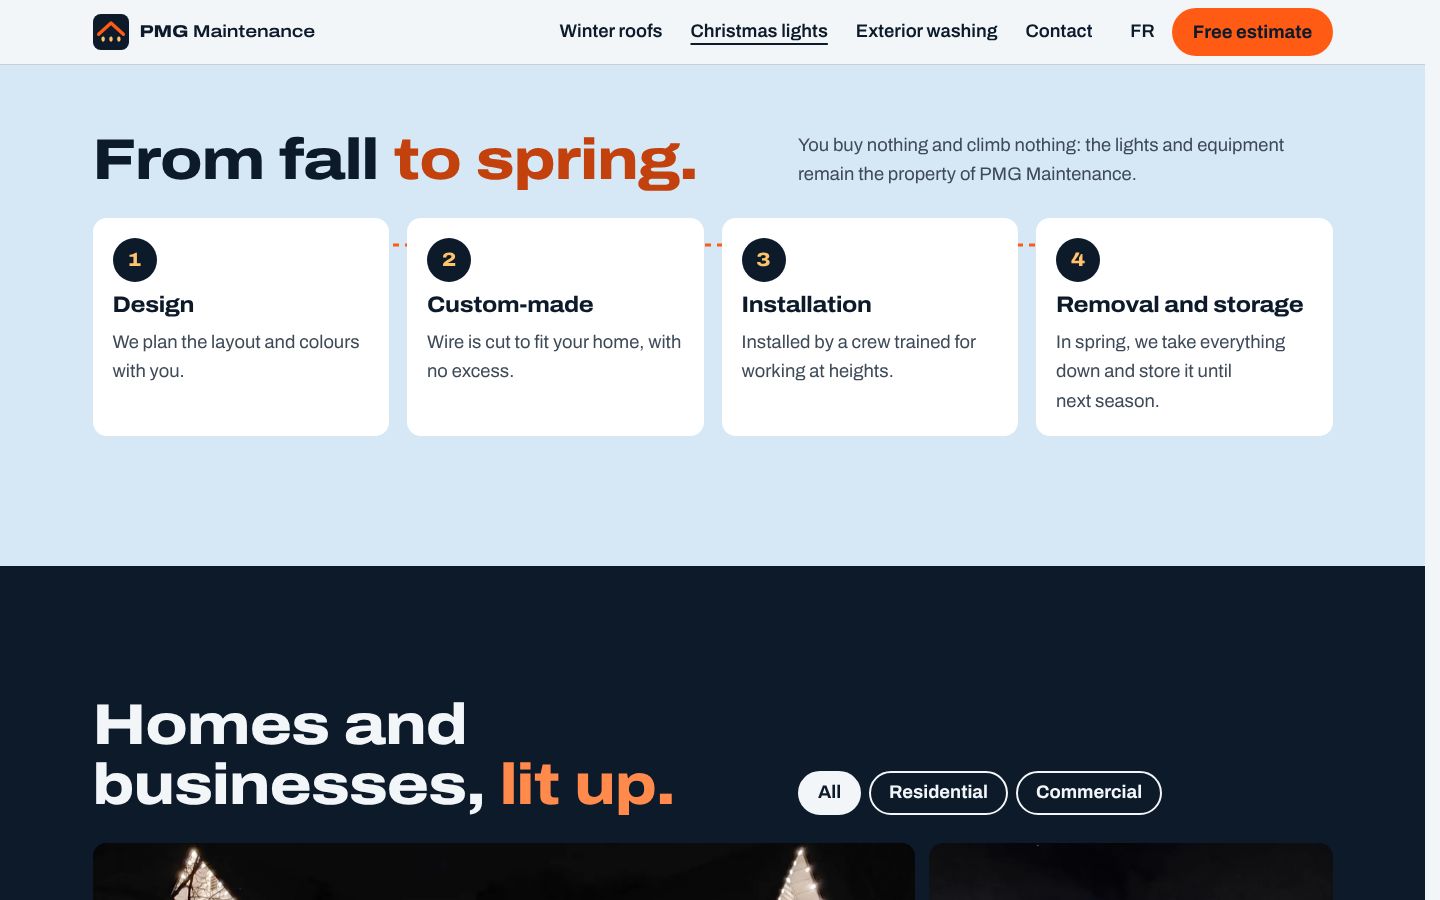 PMG Maintenance
Winter roofs
Christmas lights
Exterior washing
Contact
FR
Free estimate
From fall to spring.
You buy nothing and climb nothing: the lights and equipment
remain the property of PMG Maintenance.
1
Design
We plan the layout and colours
with you.
2
Custom-made
Wire is cut to fit your home, with
no excess.
3
Installation
Installed by a crew trained for
working at heights.
4
Removal and storage
In spring, we take everything
down and store it until
next season.
Homes and
businesses, lit up.
All
Residential
Commercial